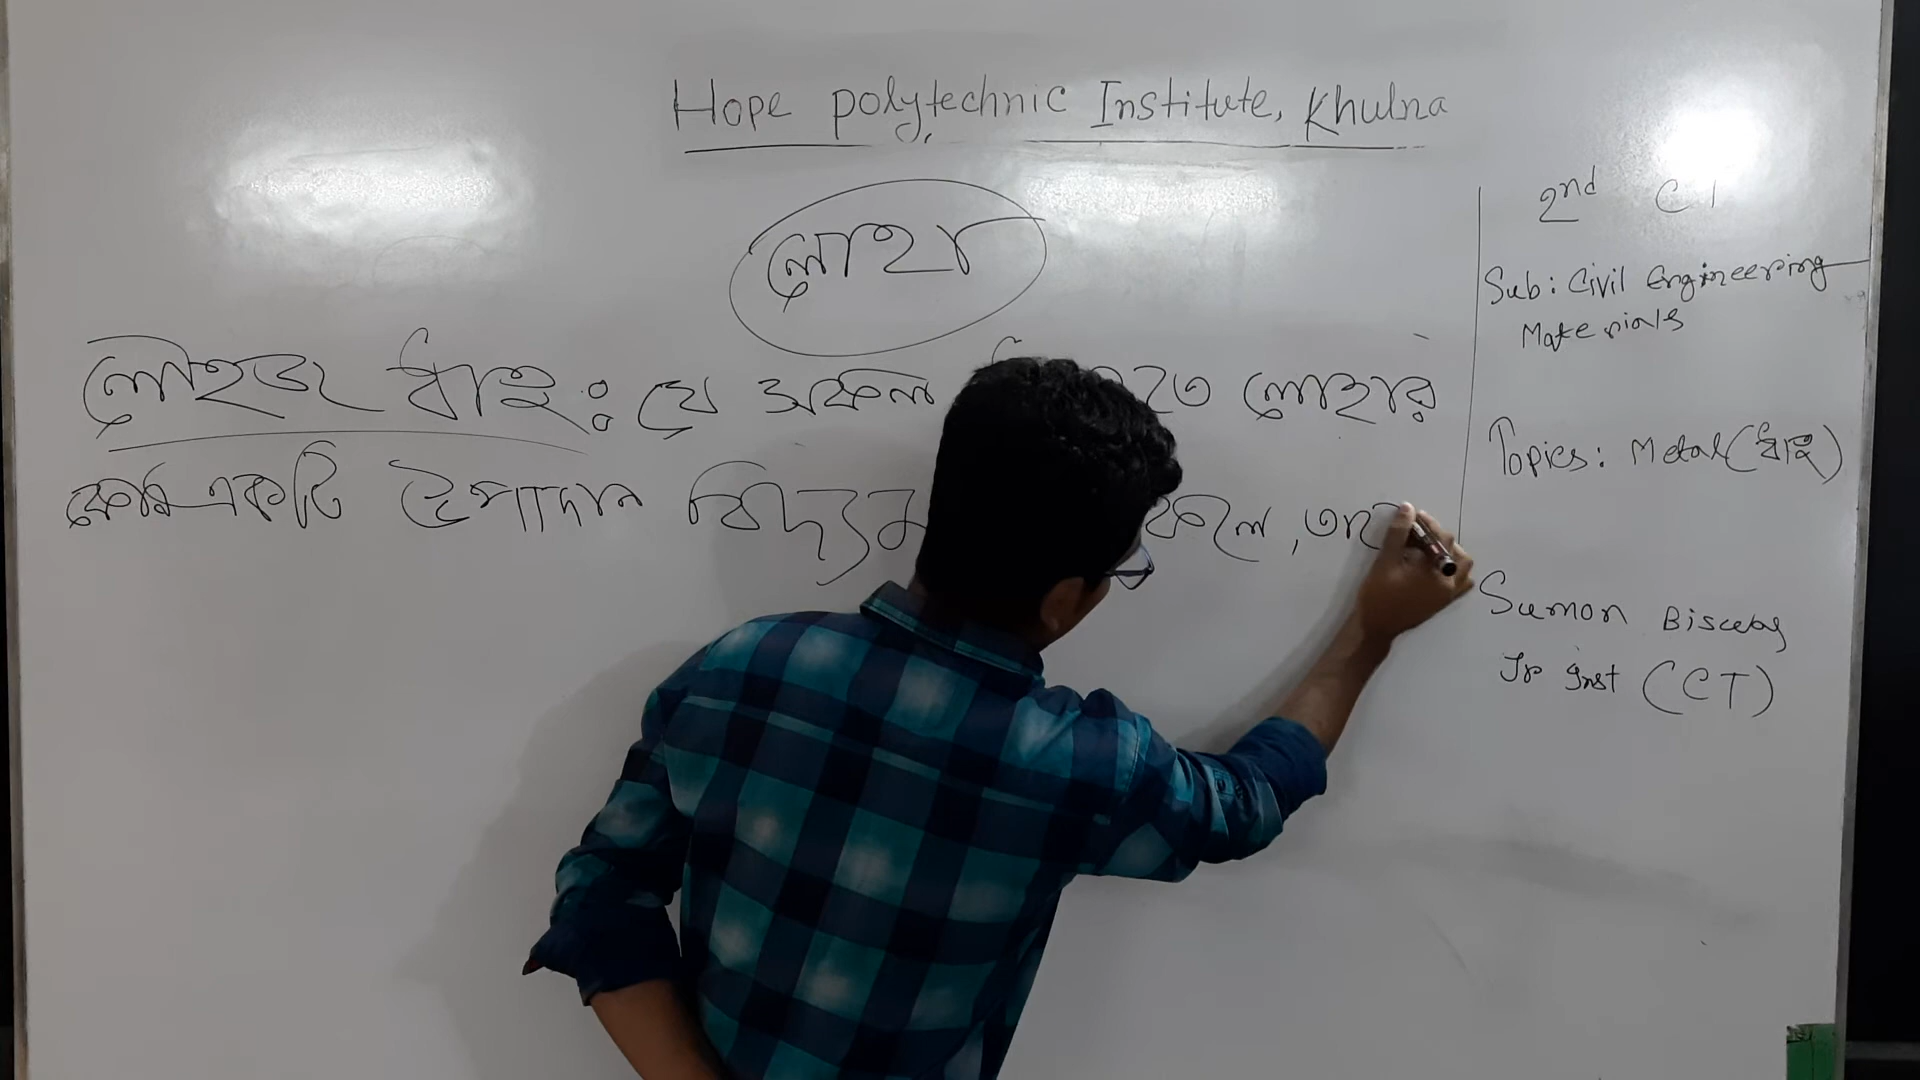 Hope polytechnic Institute, Khulna
লোহা
লৌহজ ধাতু: যে সকল তে লোহার
কোন একটি উপাদান থাকলে, তাকে
2nd CT
Sub: Civil Engineering
Materials
Topics: Metal (ধাতু)
Sumon Biswas
Jr Inst (CT)